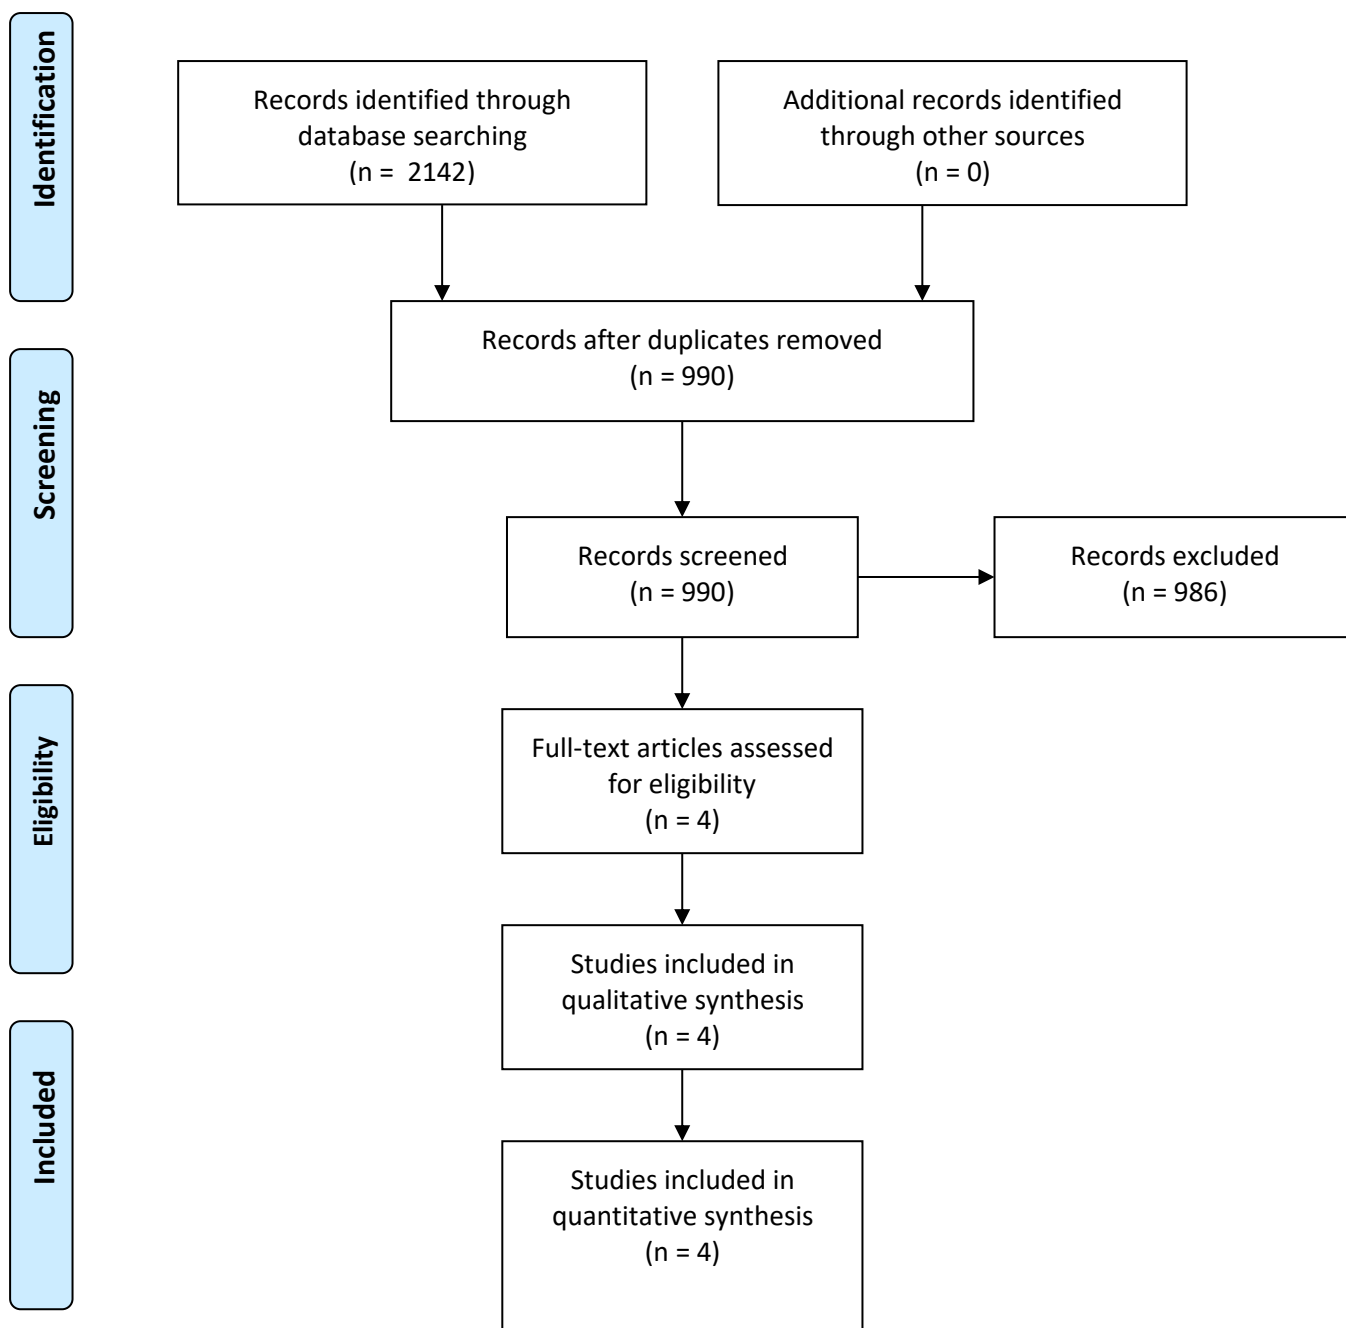 Identification
Records identified through
database searching
(n =  2142)
Additional records identified
through other sources
(n = 0)
Records after duplicates removed
(n = 990)
Screening
Records screened
(n = 990)
Records excluded
(n = 986)
Eligibility
Full-text articles assessed
for eligibility
(n = 4)
Studies included in
qualitative synthesis
(n = 4)
Included
Studies included in
quantitative synthesis
(n = 4)